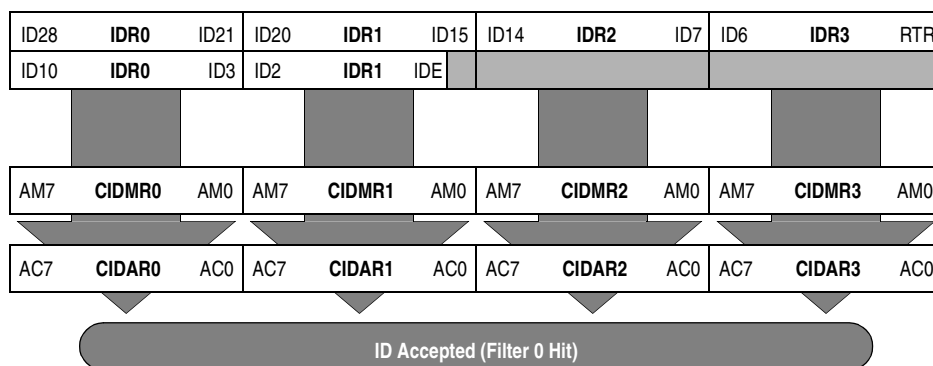 ID28 IDR0 ID21 ID20 IDR1 ID15 ID14 IDR2 ID7 ID6 IDR3 RTR
ID10 IDR0 ID3 ID2 IDR1 IDE
AM7 CIDMR0 AM0 AM7 CIDMR1 AM0 AM7 CIDMR2 AM0 AM7 CIDMR3 AM0
AC7 CIDAR0 AC0 AC7 CIDAR1 AC0 AC7 CIDAR2 AC0 AC7 CIDAR3 AC0
ID Accepted (Filter 0 Hit)